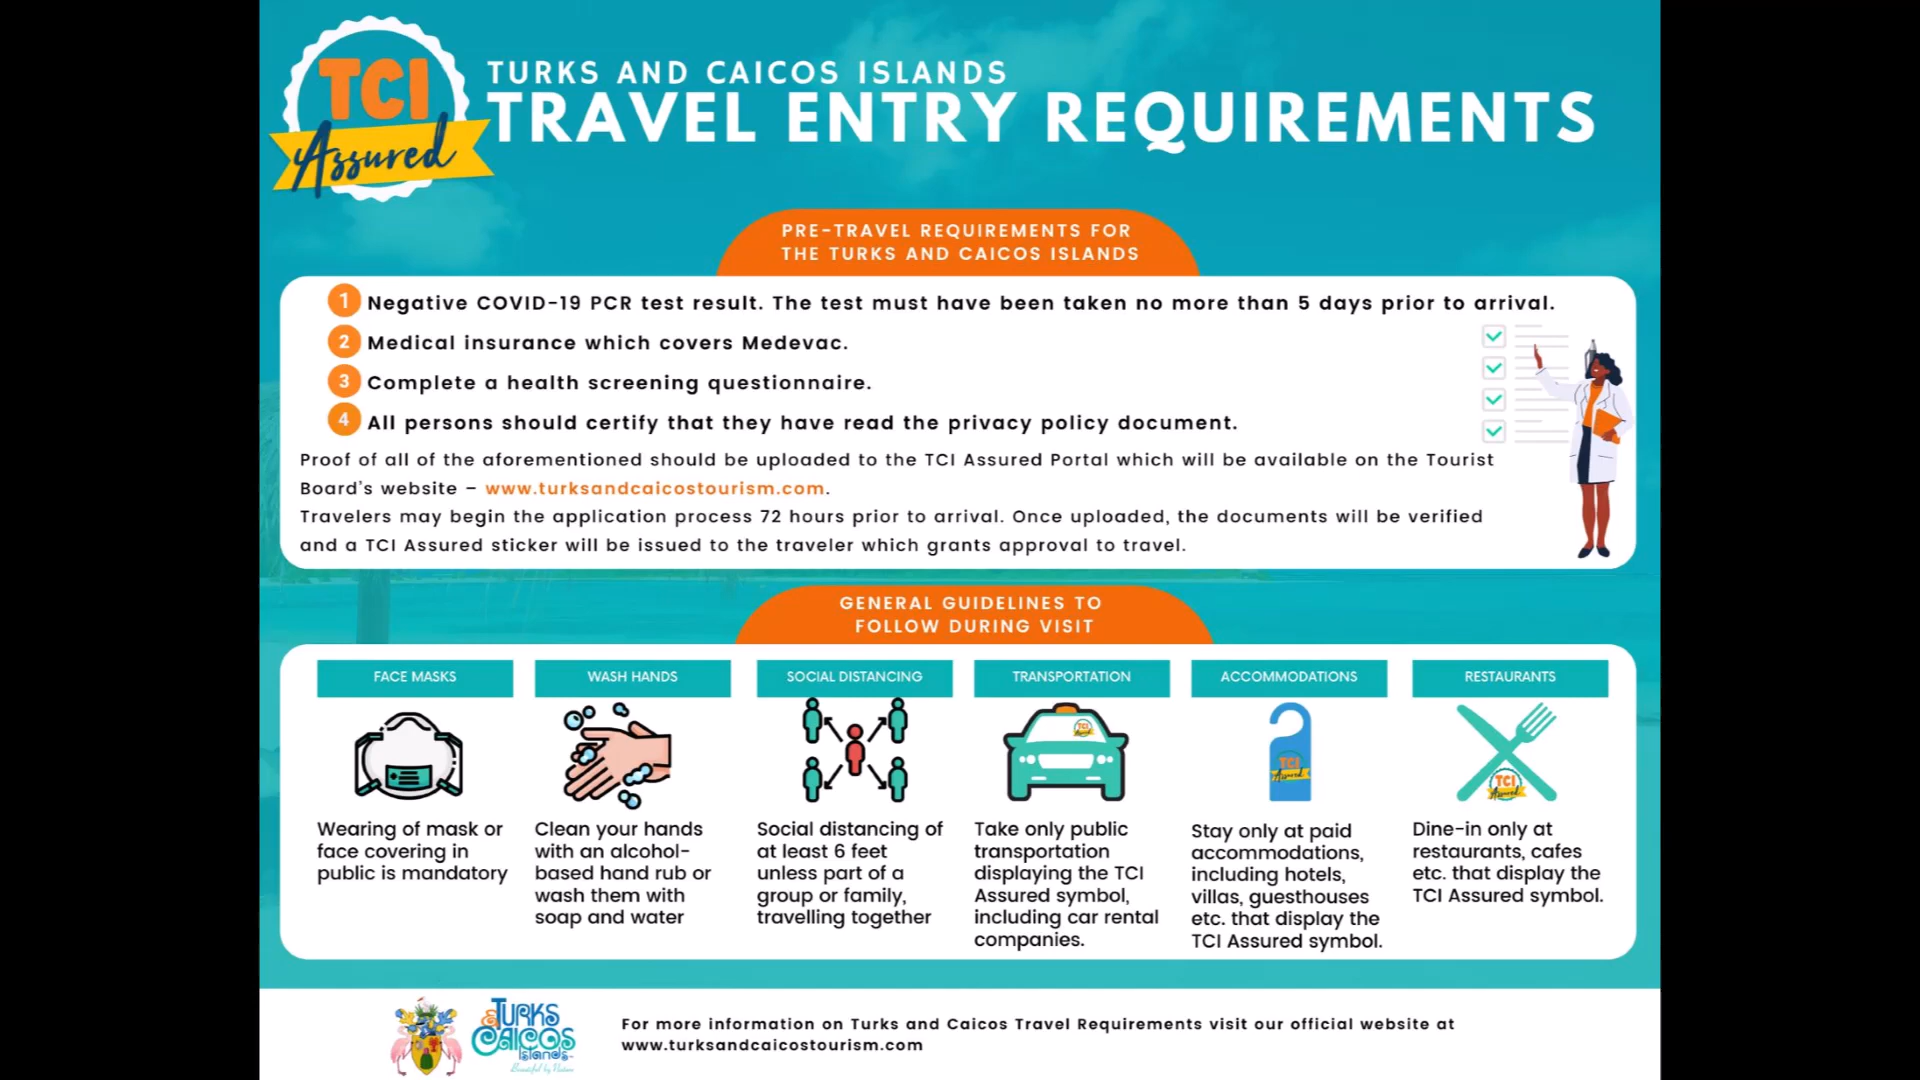 TCI
Assured
TURKS AND CAICOS ISLANDS
TRAVEL ENTRY REQUIREMENTS
PRE-TRAVEL REQUIREMENTS FOR
THE TURKS AND CAICOS ISLANDS
1 Negative COVID-19 PCR test result. The test must have been taken no more than 5 days prior to arrival.
2 Medical insurance which covers Medevac.
3 Complete a health screening questionnaire.
4 All persons should certify that they have read the privacy policy document.
Proof of all of the aforementioned should be uploaded to the TCI Assured Portal which will be available on the Tourist
Board's website – www.turksandcaicostourism.com.
Travelers may begin the application process 72 hours prior to arrival. Once uploaded, the documents will be verified
and a TCI Assured sticker will be issued to the traveler which grants approval to travel.
GENERAL GUIDELINES TO
FOLLOW DURING VISIT
FACE MASKS
Wearing of mask or
face covering in
public is mandatory
WASH HANDS
Clean your hands
with an alcohol-
based hand rub or
wash them with
soap and water
SOCIAL DISTANCING
Social distancing of
at least 6 feet
unless part of a
group or family,
travelling together
TRANSPORTATION
TCI
Assured
Take only public
transportation
displaying the TCI
Assured symbol,
including car rental
companies.
ACCOMMODATIONS
TCI
Assured
Stay only at paid
accommodations,
including hotels,
villas, guesthouses
etc. that display the
TCI Assured symbol.
RESTAURANTS
TCI
Assured
Dine-in only at
restaurants, cafes
etc. that display the
TCI Assured symbol.
TURKS
& CAICOS
Islands
Beautiful by Nature
For more information on Turks and Caicos Travel Requirements visit our official website at
www.turksandcaicostourism.com